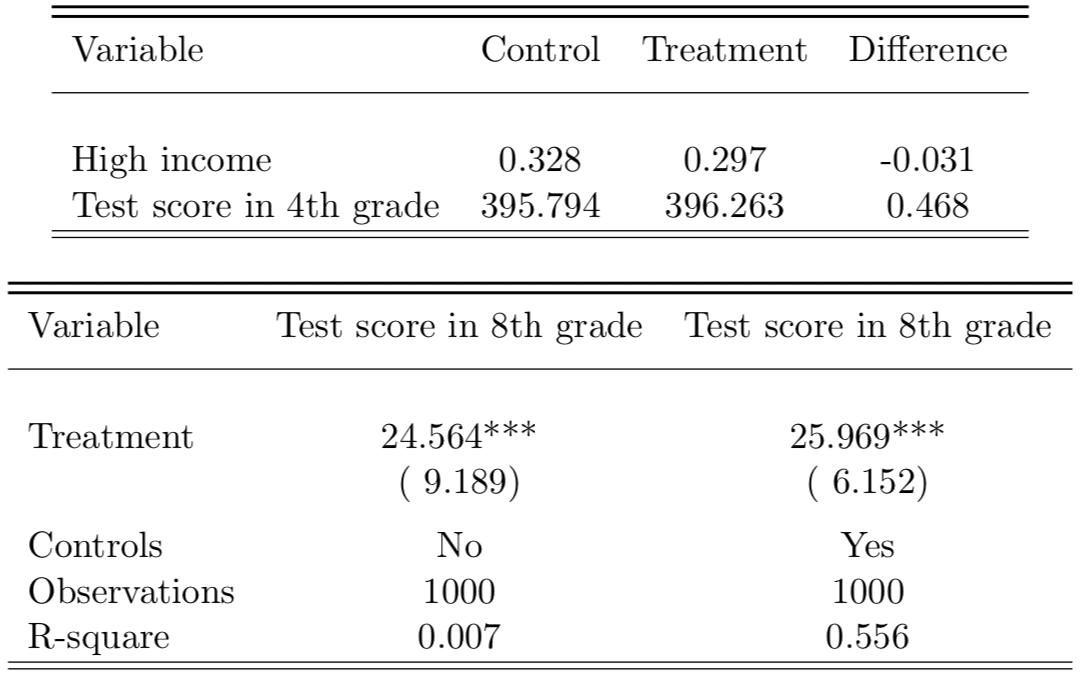 Variable Control Treatment Difference
High income 0.328 0.297 -0.031
Test score in 4th grade 395.794 396.263 0.468
Variable Test score in 8th grade Test score in 8th grade
Treatment 24.564*** 25.969***
( 9.189) ( 6.152)
Controls No Yes
Observations 1000 1000
R-square 0.007 0.556